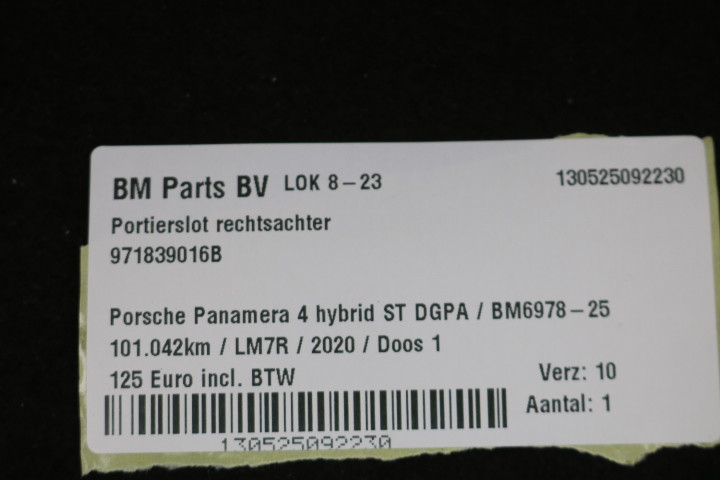 BM Parts BV LOK 8-23 130525092230
Portierslot rechtsachter
971839016B
Porsche Panamera 4 hybrid ST DGPA / BM6978-25
101.042km / LM7R / 2020 / Doos 1
125 Euro incl. BTW Verz: 10
Aantal: 1
130525092230